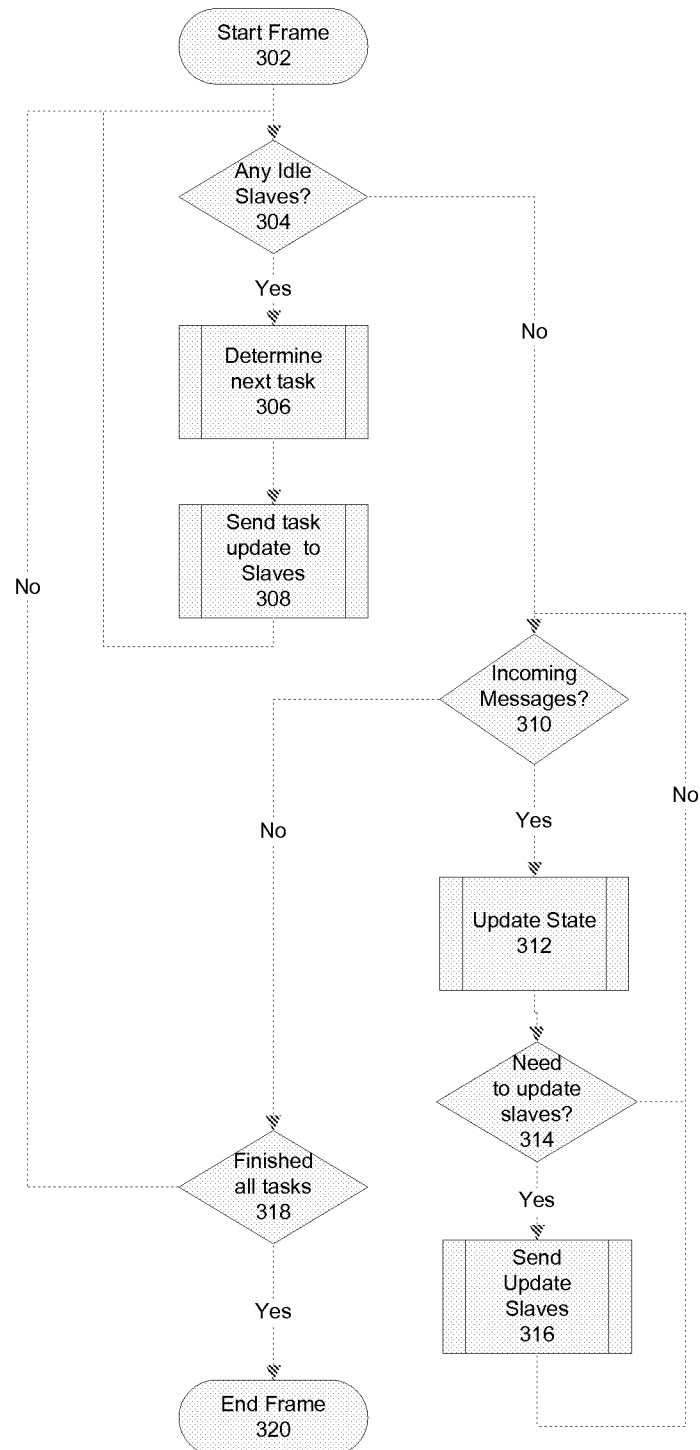 Start Frame
302
Any Idle
Slaves?
304
Yes
No
Determine
next task
306
Send task
update to
Slaves
308
No
Incoming
Messages?
310
No
Yes
No
Update State
312
Need
to update
slaves?
314
Finished
all tasks
318
Yes
Send
Update
Slaves
316
Yes
End Frame
320